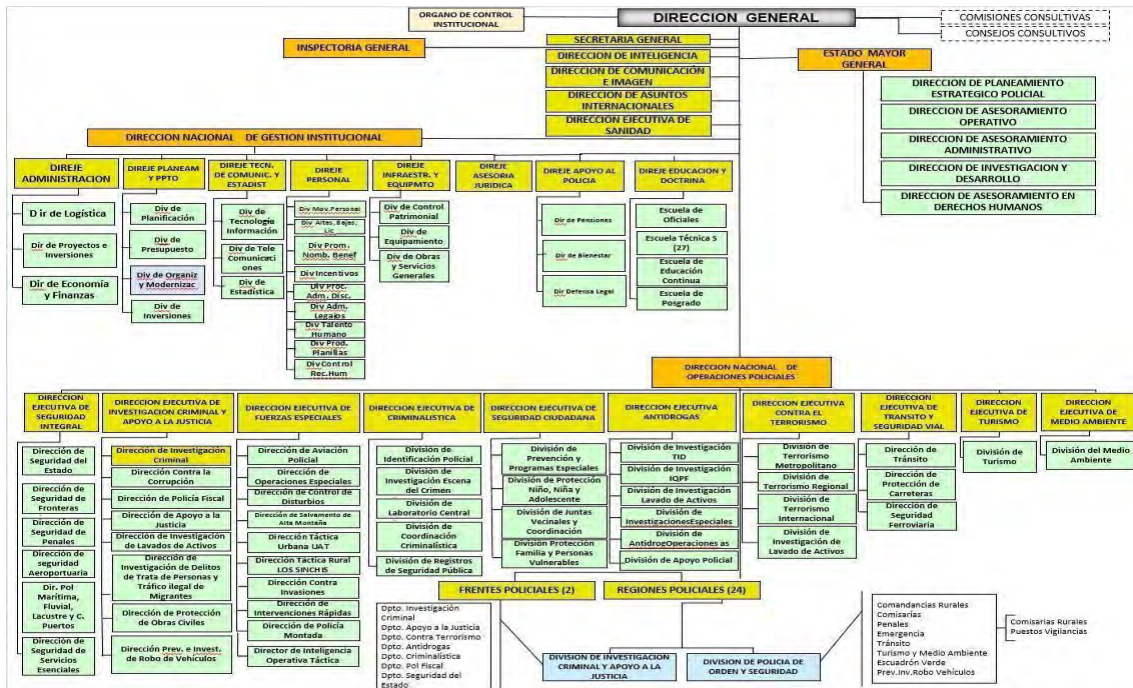 ORGANO DE CONTROL
INSTITUCIONAL
DIRECCION GENERAL
COMISIONES CONSULTIVAS
CONSEJOS CONSULTIVOS
INSPECTORIA GENERAL
SECRETARIA GENERAL
DIRECCION DE INTELIGENCIA
DIRECCION DE COMUNICACIÓN
E IMAGEN
DIRECCION DE ASUNTOS
INTERNACIONALES
DIRECCION EJECUTIVA DE
SANIDAD
ESTADO MAYOR
GENERAL
DIRECCION DE PLANEAMIENTO
ESTRATEGICO POLICIAL
DIRECCION DE ASESORAMIENTO
OPERATIVO
DIRECCION DE ASESORAMIENTO
ADMINISTRATIVO
DIRECCION DE INVESTIGACION Y
DESARROLLO
DIRECCION DE ASESORAMIENTO EN
DERECHOS HUMANOS
DIRECCION NACIONAL DE GESTION INSTITUCIONAL
DIREJE
ADMINISTRACION
D ir de Logística
Dir de Proyectos e
Inversiones
Dir de Economía
y Finanzas
DIREJE PLANEAM
Y PPTO
Div de
Planificación
Div de
Presupuesto
Div de Organiz
y Modernizac
Div de
Inversiones
DIREJE TECN.
DE COMUNIC. Y
ESTADIST
Div de
Tecnología
Información
Div de Tele
Comunicaci
ones
Div de
Estadística
DIREJE
PERSONAL
Div Mov.Personal
Div Altas, Bajas,
Lic
Div Prom.
Nomb. Benef
Div Incentivos
Div Proc.
Adm. Disc.
Div Adm.
Legajos
Div Talento
Humano
Div Prod.
Planillas
Div Control
Rec.Hum
DIREJE
INFRAESTR. Y
EQUIPMTO
Div de Control
Patrimonial
Div de
Equipamiento
Div de Obras
y Servicios
Generales
DIREJE
ASESORIA
JURIDICA
DIREJE APOYO AL
POLICIA
Dir de Pensiones
Dir de Bienestar
Dir Defensa Legal
DIREJE EDUCACION Y
DOCTRINA
Escuela de
Oficiales
Escuela Técnica S
(27)
Escuela de
Educación
Continua
Escuela de
Posgrado
DIRECCION NACIONAL DE
OPERACIONES POLICIALES
DIRECCION
EJECUTIVA DE
SEGURIDAD
INTEGRAL
Dirección de
Seguridad del
Estado
Dirección de
Seguridad de
Fronteras
Dirección de
Seguridad de
Penales
Dirección de
seguridad
Aeroportuaria
Dir. Pol
Marítima,
Fluvial,
Lacustre y C.
Puertos
Dirección de
Seguridad de
Servicios
Esenciales
DIRECCION EJECUTIVA DE
INVESTIGACION CRIMINAL Y
APOYO A LA JUSTICIA
Dirección de Investigación
Criminal
Dirección Contra la
Corrupción
Dirección de Policía Fiscal
Dirección de Apoyo a la
Justicia
Dirección de Investigación
de Lavados de Activos
Dirección de
Investigación de Delitos
de Trata de Personas y
Tráfico ilegal de
Migrantes
Dirección de Protección
de Obras Civiles
Dirección Prev. e Invest.
de Robo de Vehículos
DIRECCION EJECUTIVA DE
FUERZAS ESPECIALES
Dirección de Aviación
Policial
Dirección de
Operaciones Especiales
Dirección de Control de
Disturbios
Dirección de Salvamento de
Alta Montaña
Dirección Táctica
Urbana UAT
Dirección Táctica Rural
LOS SINCHIS
Dirección Contra
Invasiones
Dirección de
Intervenciones Rápidas
Dirección de Policía
Montada
Director de Inteligencia
Operativa Táctica
DIRECCION EJECUTIVA DE
CRIMINALISTICA
División de
Identificación Policial
División de
Investigación Escena
del Crimen
División de
Laboratorio Central
División de
Coordinación
Criminalística
División de Registros
de Seguridad Pública
DIRECCION EJECUTIVA DE
SEGURIDAD CIUDADANA
División de
Prevención y
Programas Especiales
División de Protección
Niño, Niña y
Adolescente
División de Juntas
Vecinales y
Coordinación
División Protección
Familia y Personas
Vulnerables
DIRECCION EJECUTIVA
ANTIDROGAS
División de Investigación
TID
División de Investigación
IQPF
División de Investigación
Lavado de Activos
División de
InvestigacionesEspeciales
División de
AntidrogOperaciones as
División de Apoyo Policial
DIRECCION EJECUTIVA
CONTRA EL
TERRORISMO
División de
Terrorismo
Metropolitano
División de
Terrorismo Regional
División de
Terrorismo
Internacional
División de
Investigación de
Lavado de Activos
DIRECCION
EJECUTIVA DE
TRANSITO Y
SEGURIDAD VIAL
Dirección de
Tránsito
Dirección de
Protección de
Carreteras
Dirección de
Seguridad
Ferroviaria
DIRECCION
EJECUTIVA DE
TURISMO
División de
Turismo
DIRECCION
EJECUTIVA DE
MEDIO AMBIENTE
División del Medio
Ambiente
FRENTES POLICIALES (2)
REGIONES POLICIALES (24)
Dpto. Investigación
Criminal
Dpto. Apoyo a la Justicia
Dpto. Contra Terrorismo
Dpto. Antidrogas
Dpto. Criminalística
Dpto. Pol Fiscal
Dpto. Seguridad del
Estado
DIVISION DE INVESTIGACION
CRIMINAL Y APOYO A LA
JUSTICIA
DIVISION DE POLICIA DE
ORDEN Y SEGURIDAD
Comandancias Rurales
Comisarías
Penales
Emergencia
Tránsito
Turismo y Medio Ambiente
Escuadrón Verde
Prev.Inv.Robo Vehículos
Comisarias Rurales
Puestos Vigilancias